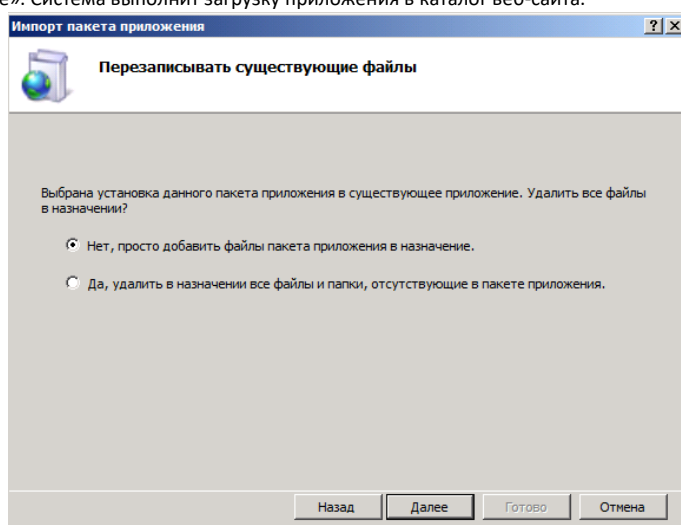 е». Система выполнит загрузку приложения в каталог веб-сайта.
Импорт пакета приложения
Перезаписывать существующие файлы
Выбрана установка данного пакета приложения в существующее приложение. Удалить все файлы
в назначении?
Нет, просто добавить файлы пакета приложения в назначение.
Да, удалить в назначении все файлы и папки, отсутствующие в пакете приложения.
Назад Далее Готово Отмена